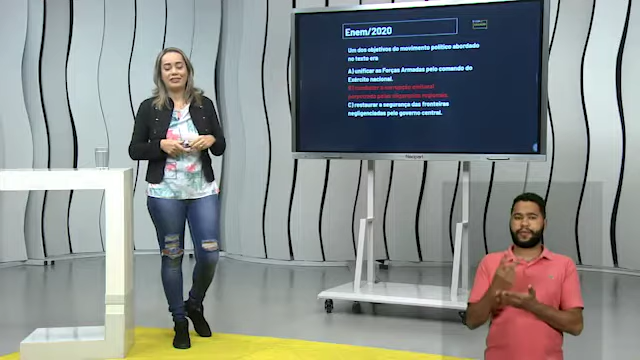 Enem/2020
Um dos objetivos do movimento político abordado
no texto era
A) unificar as Forças Armadas pelo comando do
Exército nacional.
B) combater a corrupção eleitoral
perpetrada pelas oligarquias regionais.
C) restaurar a segurança das fronteiras
negligenciadas pelo governo central.